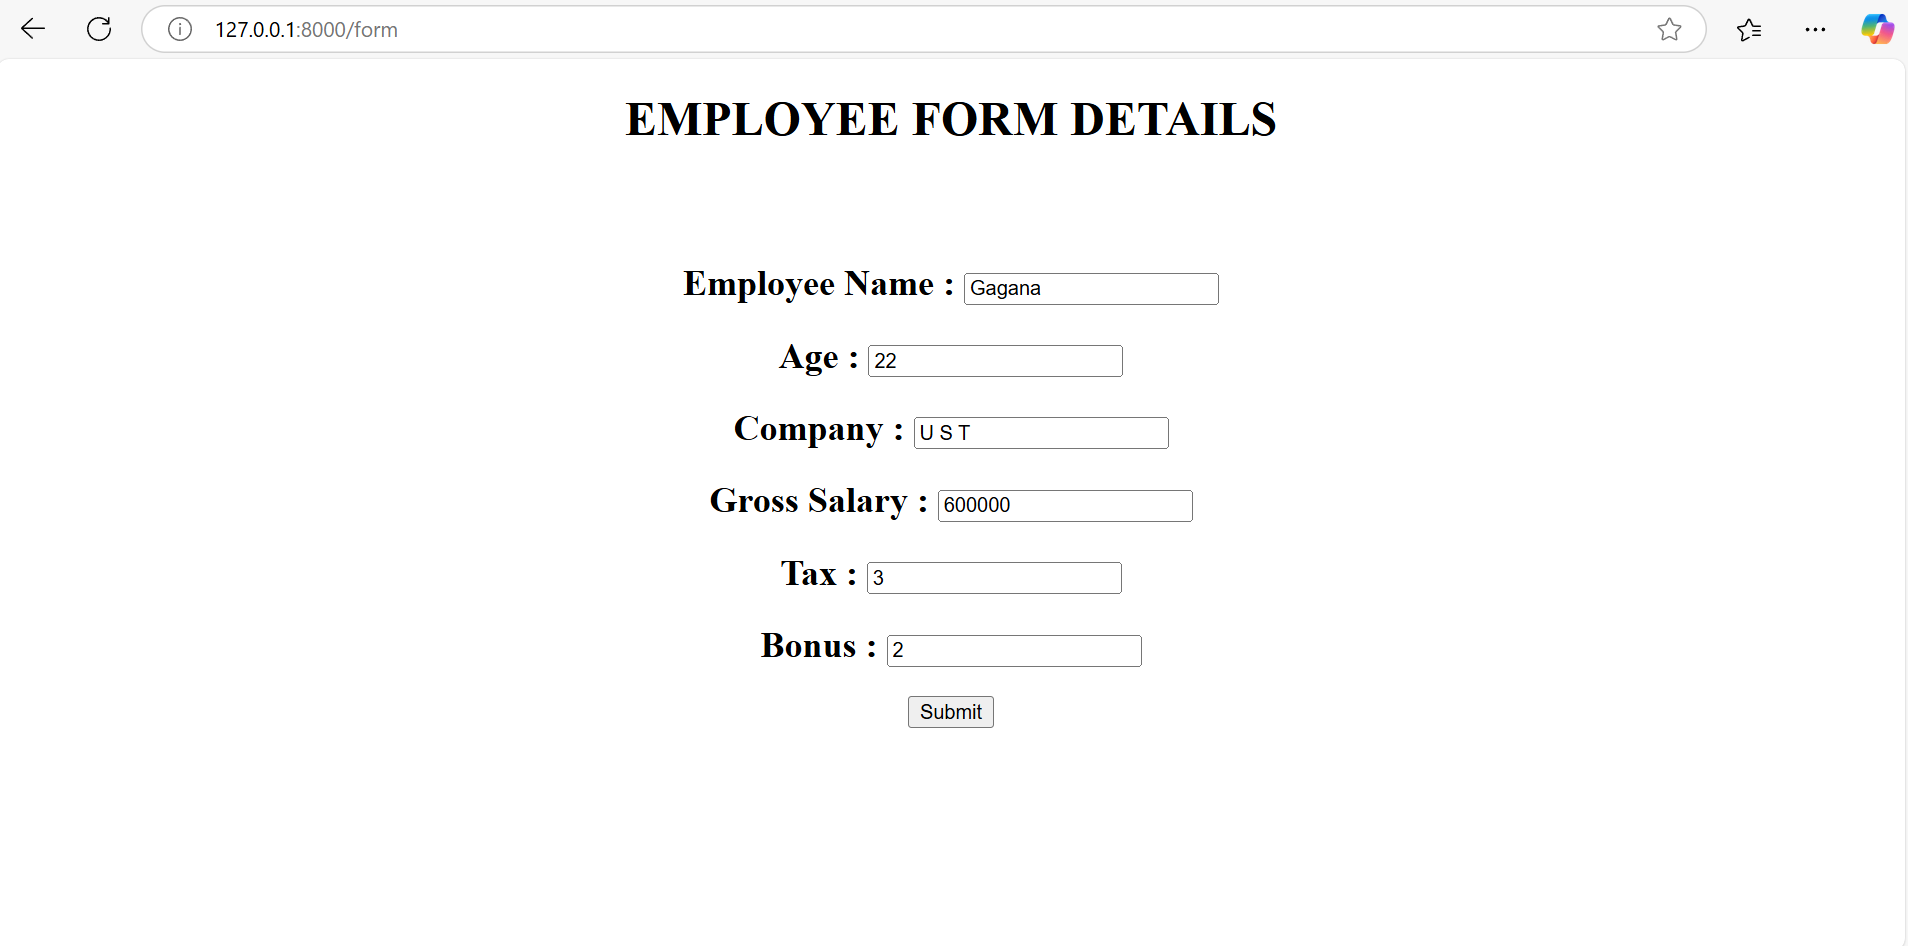 127.0.0.1:8000/form
EMPLOYEE FORM DETAILS
Employee Name : Gagana
Age : 22
Company : U S T
Gross Salary : 600000
Tax : 3
Bonus : 2
Submit